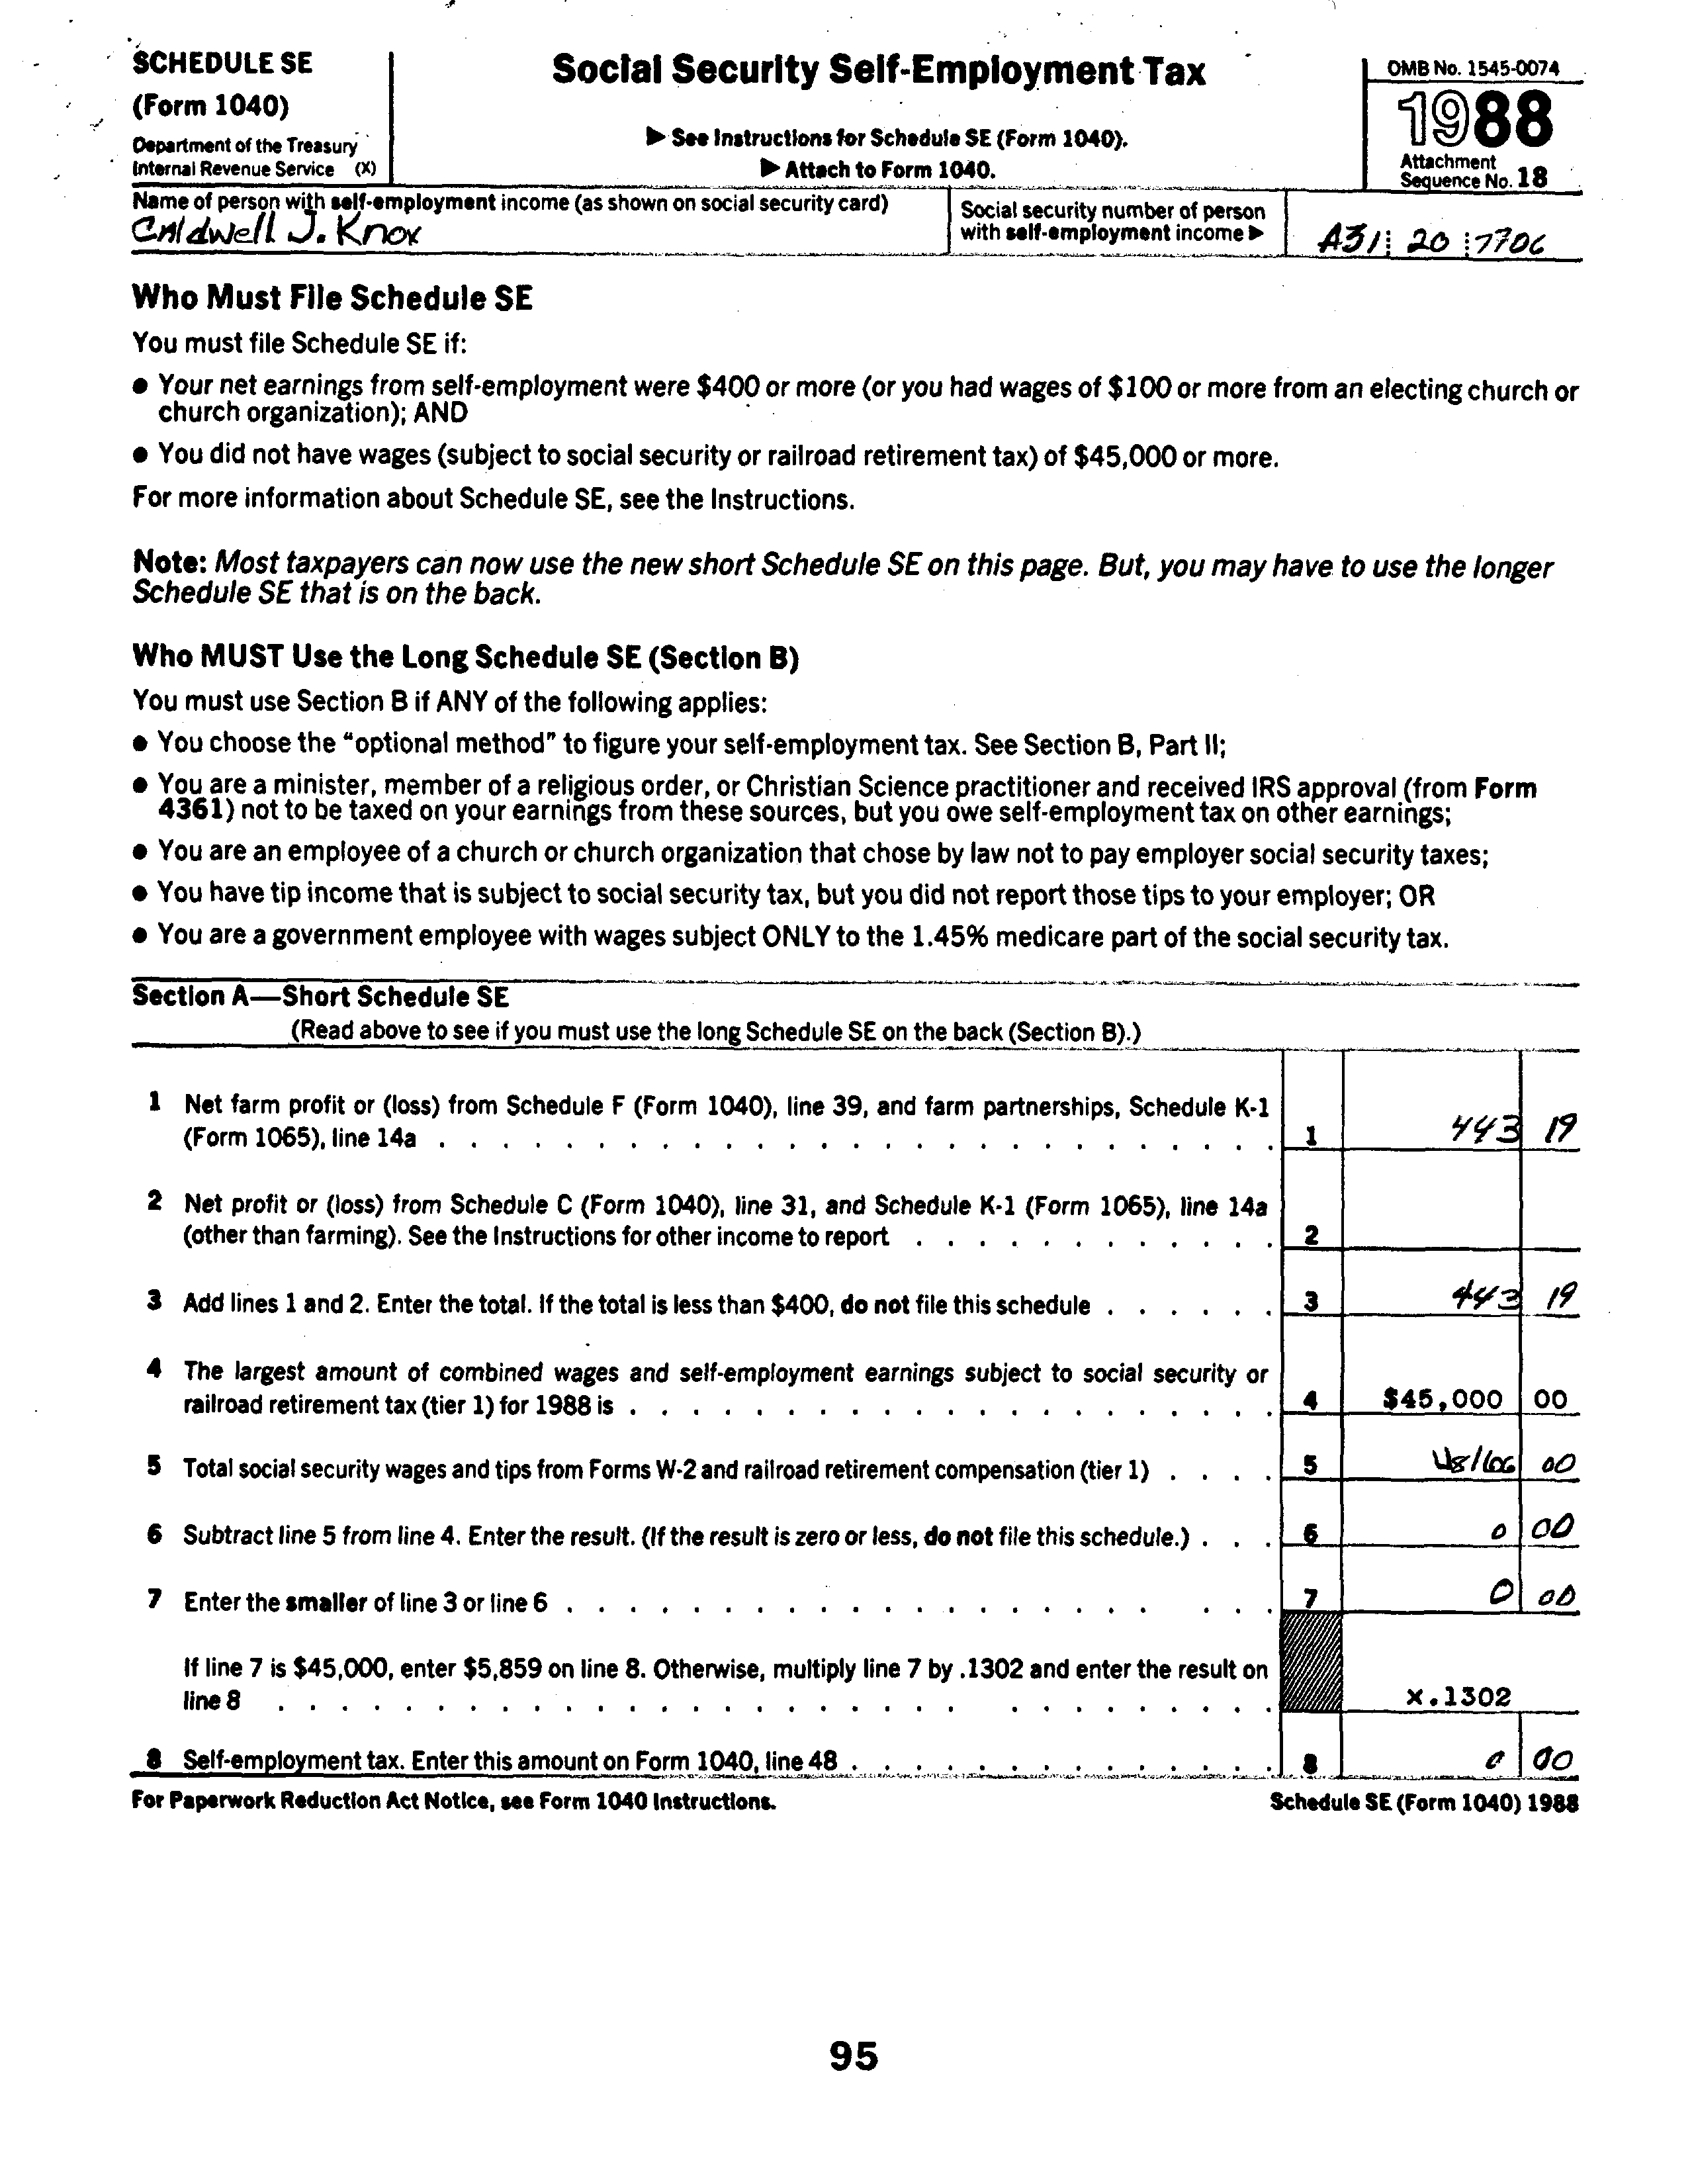 SCHEDULE SE
(Form 1040)
Department of the Treasury
Internal Revenue Service (X)
Social Security Self-Employment Tax
▶ See Instructions for Schedule SE (Form 1040).
▶ Attach to Form 1040.
OMB No. 1545-0074
1988
Attachment
Sequence No. 18
Name of person with self-employment income (as shown on social security card)
Caldwell J. Knox
Social security number of person
with self-employment income ▶
A31 20 7706
Who Must File Schedule SE
You must file Schedule SE if:
● Your net earnings from self-employment were $400 or more (or you had wages of $100 or more from an electing church or
church organization); AND
● You did not have wages (subject to social security or railroad retirement tax) of $45,000 or more.
For more information about Schedule SE, see the Instructions.
Note: Most taxpayers can now use the new short Schedule SE on this page. But, you may have to use the longer
Schedule SE that is on the back.
Who MUST Use the Long Schedule SE (Section B)
You must use Section B if ANY of the following applies:
● You choose the "optional method" to figure your self-employment tax. See Section B, Part II;
● You are a minister, member of a religious order, or Christian Science practitioner and received IRS approval (from Form
4361) not to be taxed on your earnings from these sources, but you owe self-employment tax on other earnings;
● You are an employee of a church or church organization that chose by law not to pay employer social security taxes;
● You have tip income that is subject to social security tax, but you did not report those tips to your employer; OR
● You are a government employee with wages subject ONLY to the 1.45% medicare part of the social security tax.
Section A—Short Schedule SE
(Read above to see if you must use the long Schedule SE on the back (Section B).)
1 Net farm profit or (loss) from Schedule F (Form 1040), line 39, and farm partnerships, Schedule K-1
(Form 1065), line 14a . . . . . . . . . . . . . . . . . . . . . . . . . . . 1 443 19
2 Net profit or (loss) from Schedule C (Form 1040), line 31, and Schedule K-1 (Form 1065), line 14a
(other than farming). See the Instructions for other income to report . . . . . . . . . . . . 2
3 Add lines 1 and 2. Enter the total. If the total is less than $400, do not file this schedule . . . . . . 3 443 19
4 The largest amount of combined wages and self-employment earnings subject to social security or
railroad retirement tax (tier 1) for 1988 is . . . . . . . . . . . . . . . . . . . . . 4 $45,000 00
5 Total social security wages and tips from Forms W-2 and railroad retirement compensation (tier 1) . . . . 5 00
6 Subtract line 5 from line 4. Enter the result. (If the result is zero or less, do not file this schedule.) . . . 6 0 00
7 Enter the smaller of line 3 or line 6 . . . . . . . . . . . . . . . . . . . . . . 7 0 00
If line 7 is $45,000, enter $5,859 on line 8. Otherwise, multiply line 7 by .1302 and enter the result on
line 8 . . . . . . . . . . . . . . . . . . . . . . . . . . . . . . . x.1302
8 Self-employment tax. Enter this amount on Form 1040, line 48 . . . . . . . . . . . . . . 8 0 00
For Paperwork Reduction Act Notice, see Form 1040 Instructions.
Schedule SE (Form 1040) 1988
95